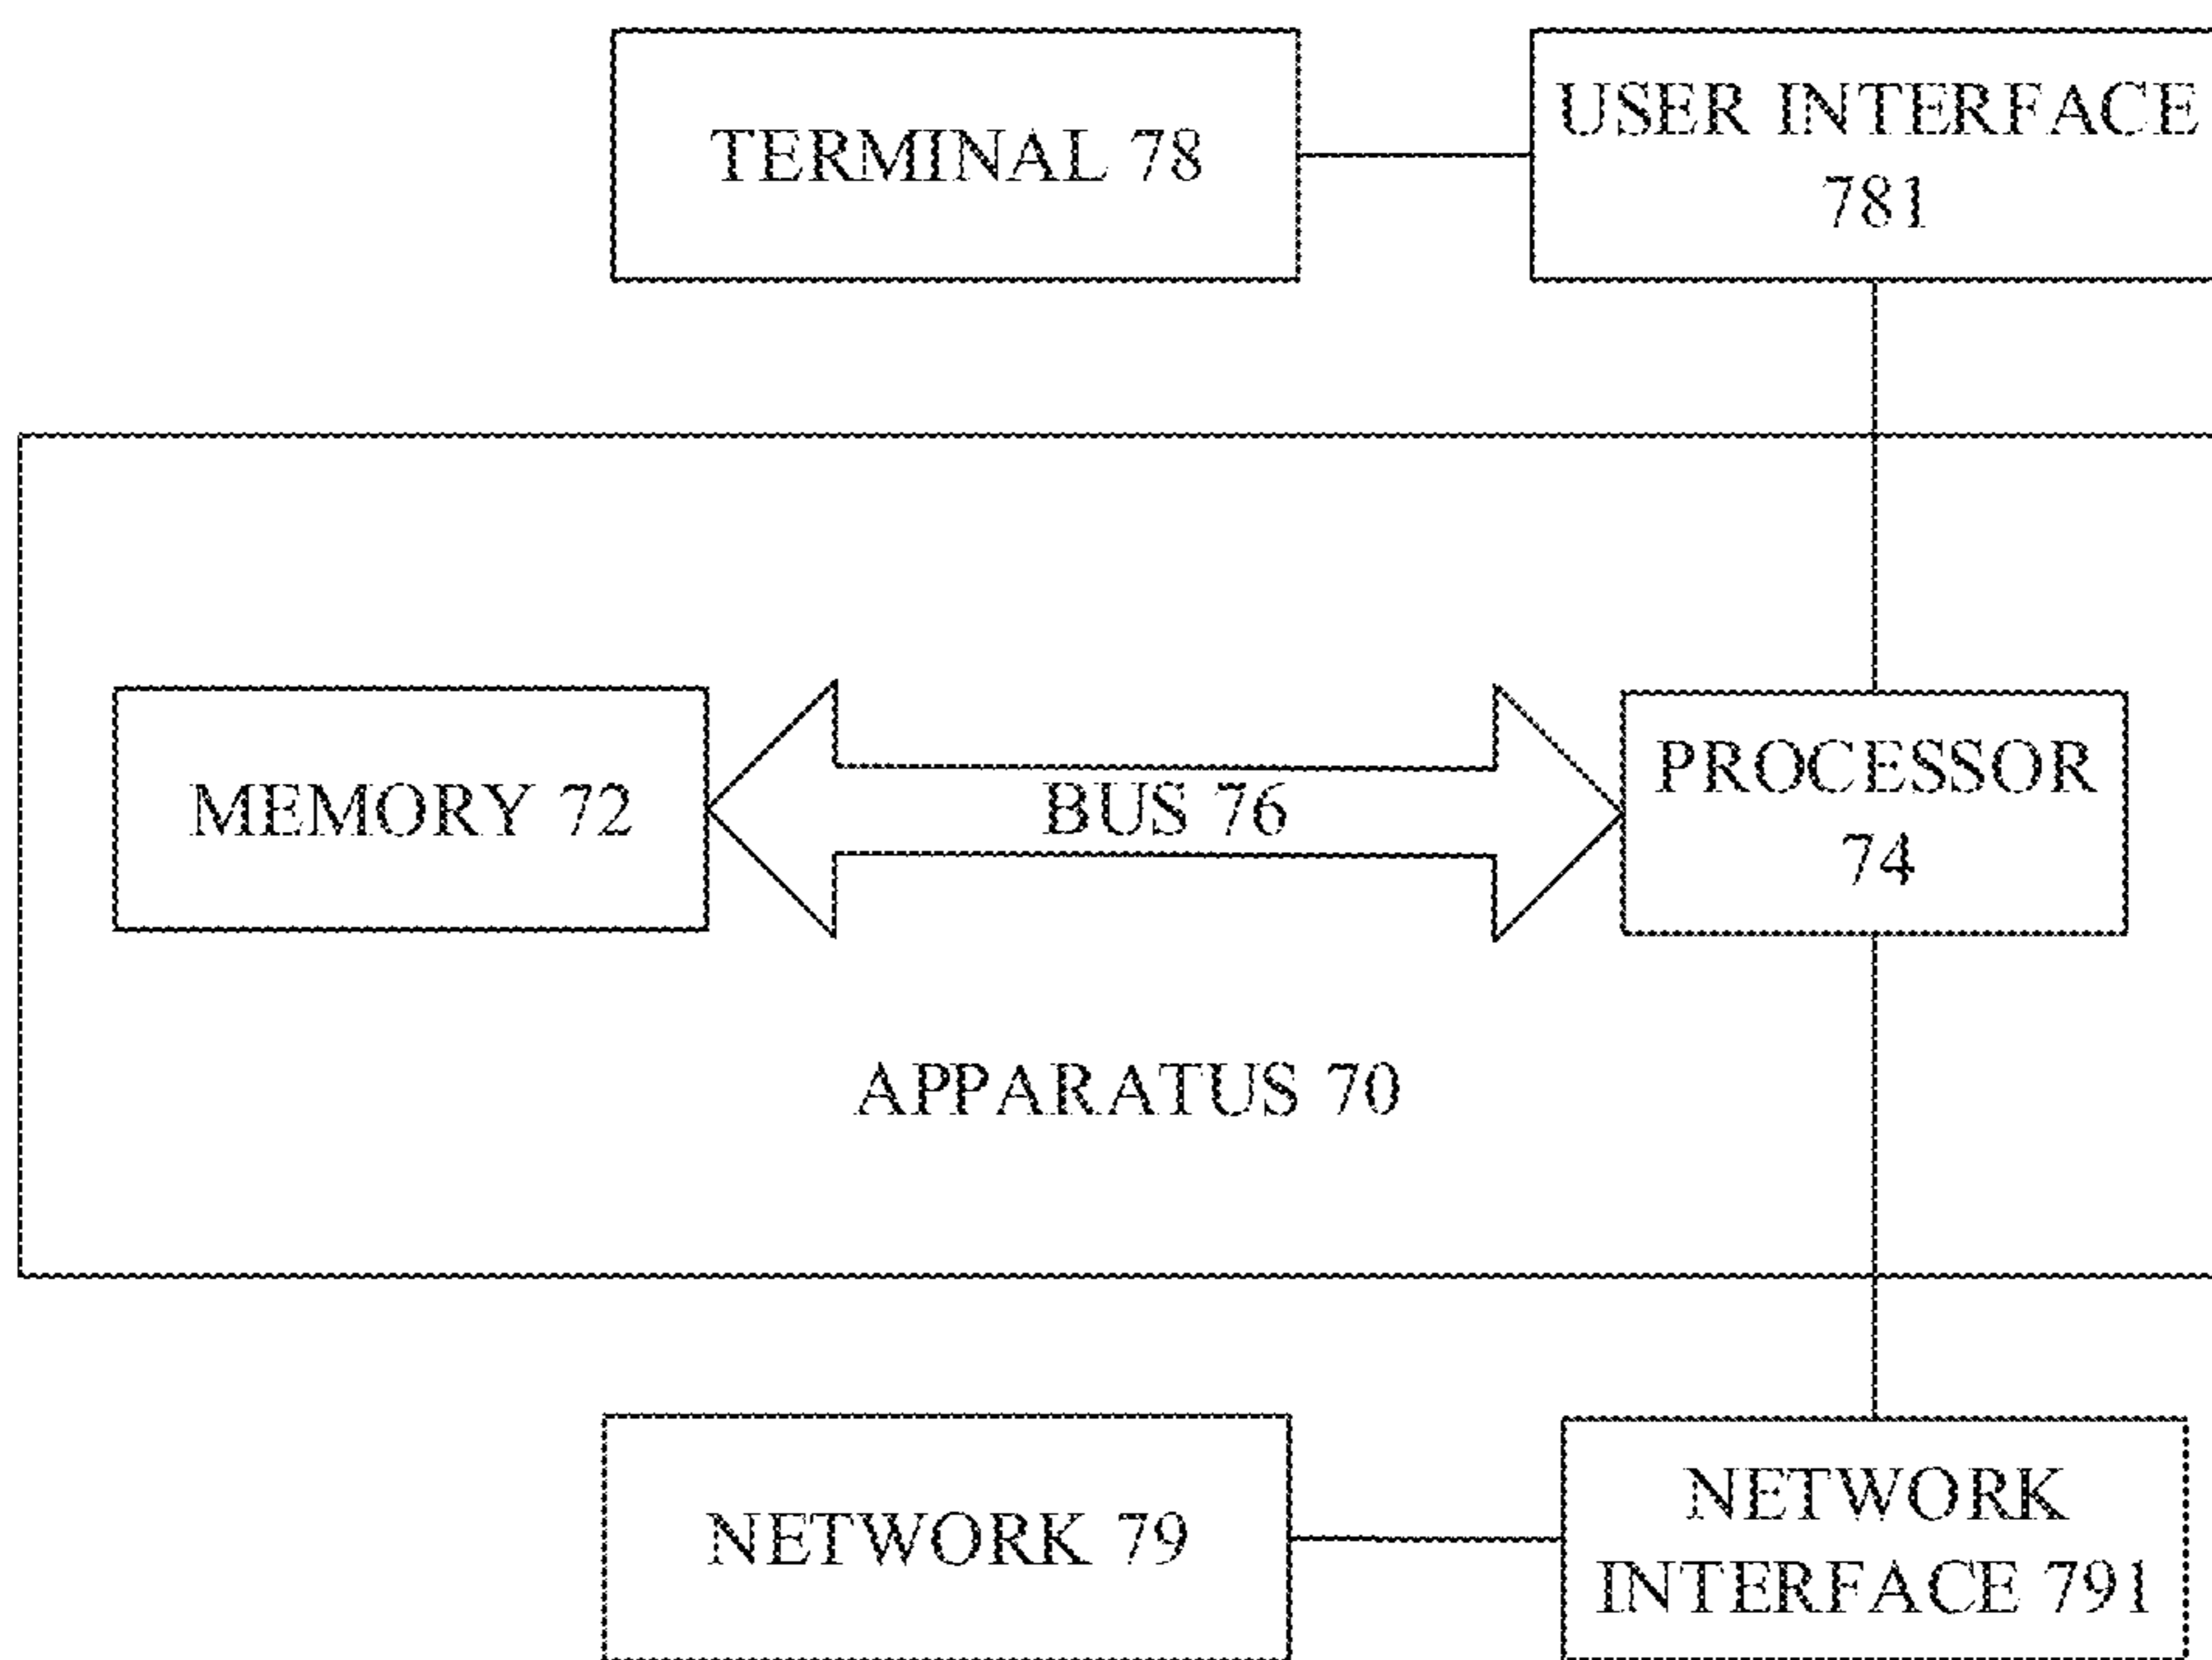 TERMINAL 78
USER INTERFACE
781
MEMORY 72
BUS 76
PROCESSOR
74
APPARATUS 70
NETWORK 79
NETWORK
INTERFACE 791